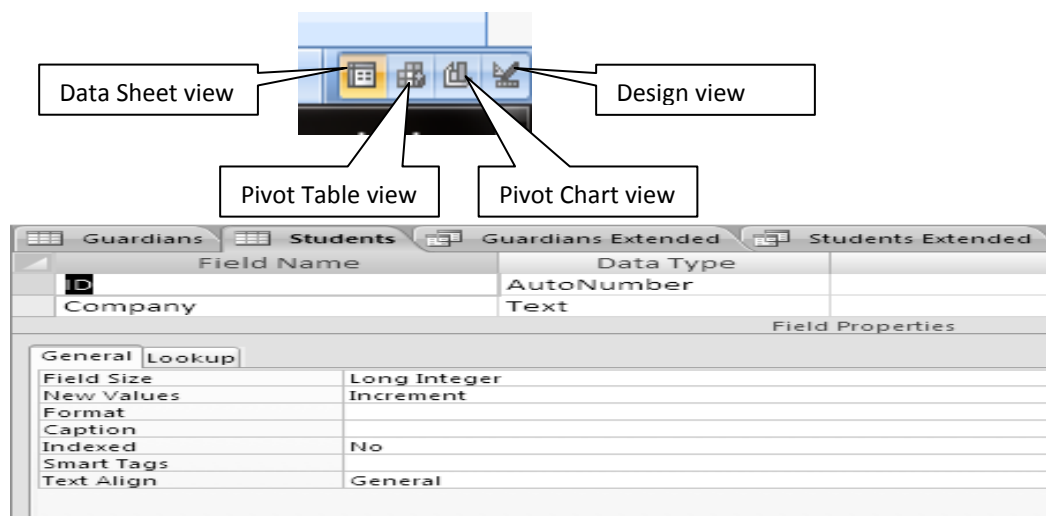 Data Sheet view
Design view
Pivot Table view
Pivot Chart view
Guardians Students Guardians Extended Students Extended
Field Name Data Type
ID AutoNumber
Company Text
Field Properties
General Lookup
Field Size Long Integer
New Values Increment
Format
Caption
Indexed No
Smart Tags
Text Align General